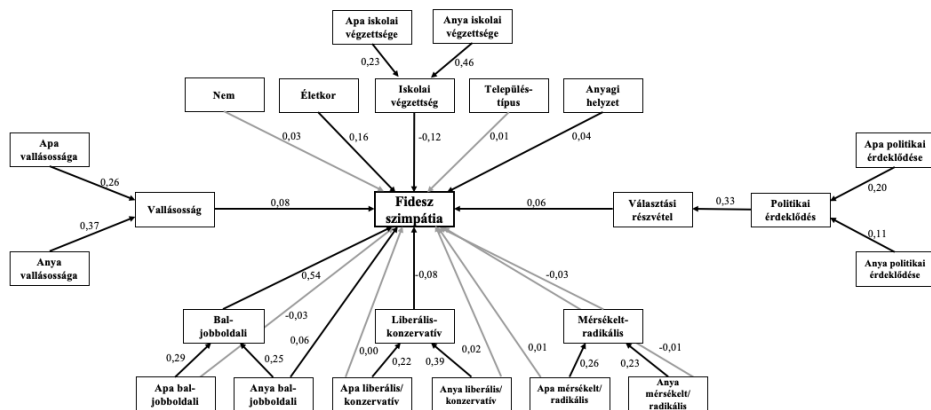 Apa iskolai
végzettsége
Anya iskolai
végzettsége
0,23
0,46
Nem
Életkor
Iskolai
végzettség
Település-
típus
Anyagi
helyzet
0,03
0,16
-0,12
0,01
0,04
Apa
vallásossága
Apa politikai
érdeklődése
0,26
0,20
Vallásosság
0,08
Fidesz
szimpátia
0,06
Választási
részvétel
0,33
Politikai
érdeklődés
0,37
0,11
Anya
vallásossága
Anya politikai
érdeklődése
0,54
-0,08
-0,03
Bal-
jobboldali
-0,03
Liberális-
konzervatív
Mérsékelt-
radikális
0,06
0,00
0,02
0,01
-0,01
0,29
0,25
0,22
0,39
0,26
0,23
Apa bal-
jobboldali
Anya bal-
jobboldali
Apa liberális/
konzervatív
Anya liberális/
konzervatív
Apa mérsékelt/
radikális
Anya
mérsékelt/
radikális